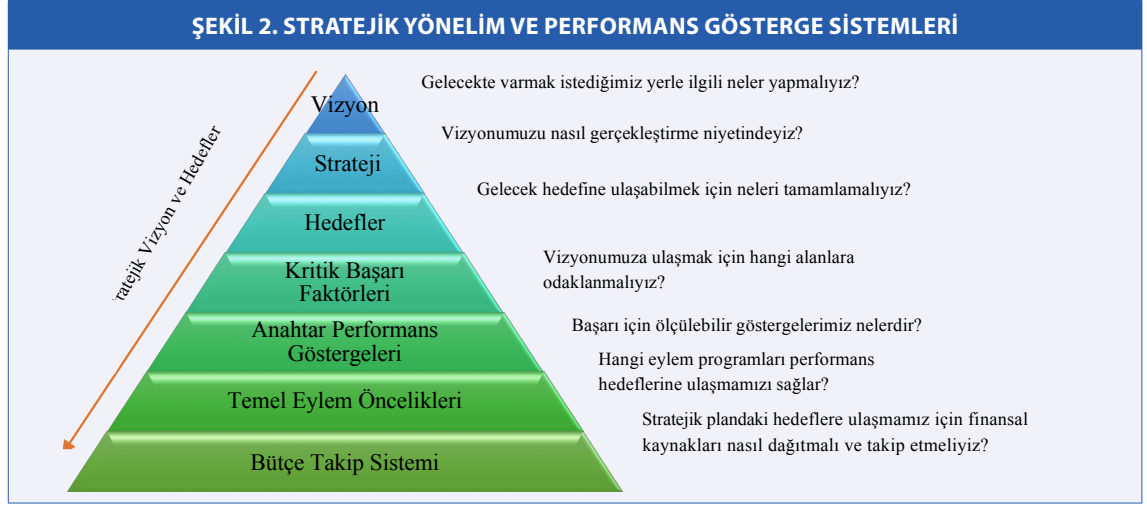 ŞEKİL 2. STRATEJİK YÖNELİM VE PERFORMANS GÖSTERGE SİSTEMLERİ
ratejik Vizyon ve Hedefler
Vizyon
Gelecekte varmak istediğimiz yerle ilgili neler yapmalıyız?
Strateji
Vizyonumuzu nasıl gerçekleştirme niyetindeyiz?
Hedefler
Gelecek hedefine ulaşabilmek için neleri tamamlamalıyız?
Kritik Başarı
Faktörleri
Vizyonumuza ulaşmak için hangi alanlara
odaklanmalıyız?
Anahtar Performans
Göstergeleri
Başarı için ölçülebilir göstergelerimiz nelerdir?
Temel Eylem Öncelikleri
Hangi eylem programları performans
hedeflerine ulaşmamızı sağlar?
Bütçe Takip Sistemi
Stratejik plandaki hedeflere ulaşmamız için finansal
kaynakları nasıl dağıtmalı ve takip etmeliyiz?